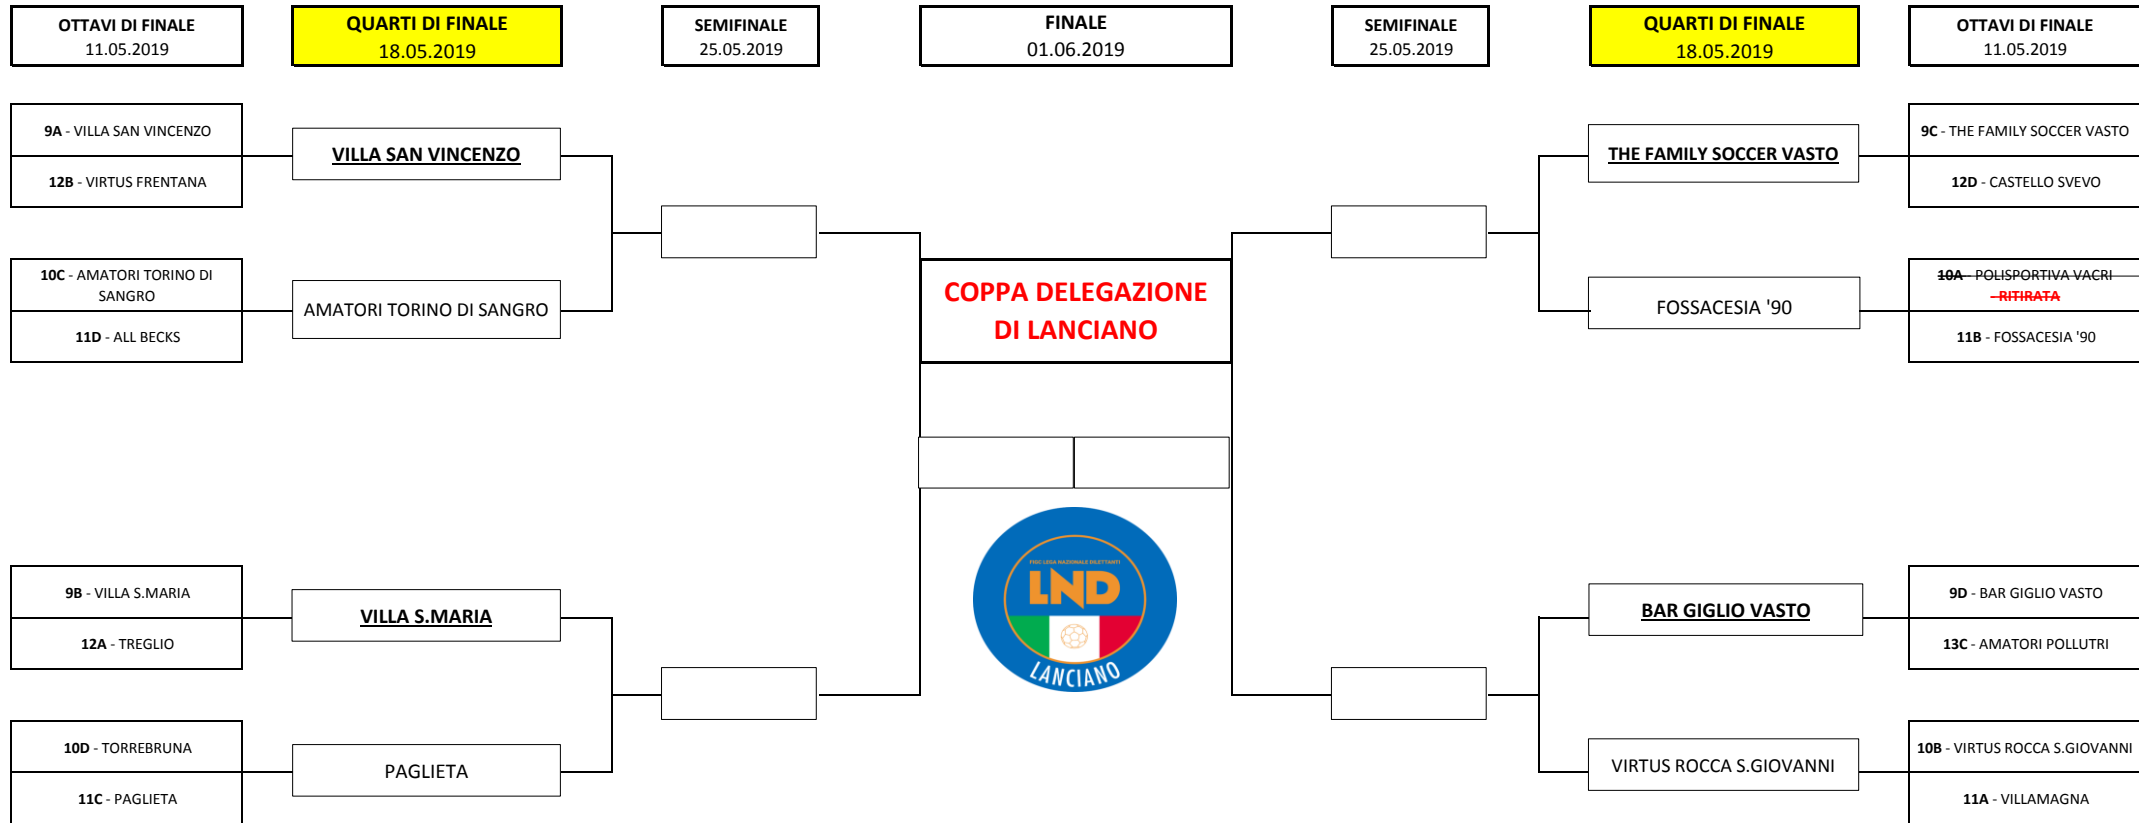 OTTAVI DI FINALE
11.05.2019
QUARTI DI FINALE
18.05.2019
SEMIFINALE
25.05.2019
FINALE
01.06.2019
SEMIFINALE
25.05.2019
QUARTI DI FINALE
18.05.2019
OTTAVI DI FINALE
11.05.2019
9A - VILLA SAN VINCENZO
12B - VIRTUS FRENTANA
VILLA SAN VINCENZO
10C - AMATORI TORINO DI
SANGRO
11D - ALL BECKS
AMATORI TORINO DI SANGRO
9B - VILLA S.MARIA
12A - TREGLIO
VILLA S.MARIA
10D - TORREBRUNA
11C - PAGLIETA
PAGLIETA
COPPA DELEGAZIONE
DI LANCIANO
FIGC LEGA NAZIONALE DILETTANTI
LND
LANCIANO
THE FAMILY SOCCER VASTO
9C - THE FAMILY SOCCER VASTO
12D - CASTELLO SVEVO
FOSSACESIA '90
10A - POLISPORTIVA VACRI
- RITIRATA
11B - FOSSACESIA '90
BAR GIGLIO VASTO
9D - BAR GIGLIO VASTO
13C - AMATORI POLLUTRI
VIRTUS ROCCA S.GIOVANNI
10B - VIRTUS ROCCA S.GIOVANNI
11A - VILLAMAGNA